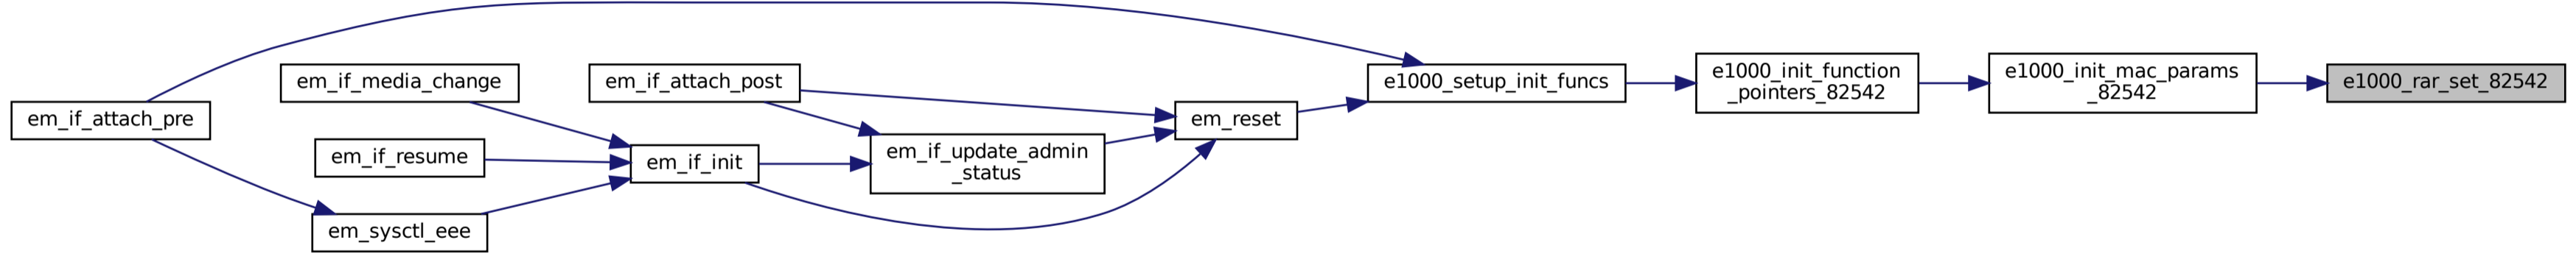 em_if_attach_pre
em_if_media_change
em_if_resume
em_sysctl_eee
em_if_attach_post
em_if_init
em_if_update_admin
_status
em_reset
e1000_setup_init_funcs
e1000_init_function
_pointers_82542
e1000_init_mac_params
_82542
e1000_rar_set_82542